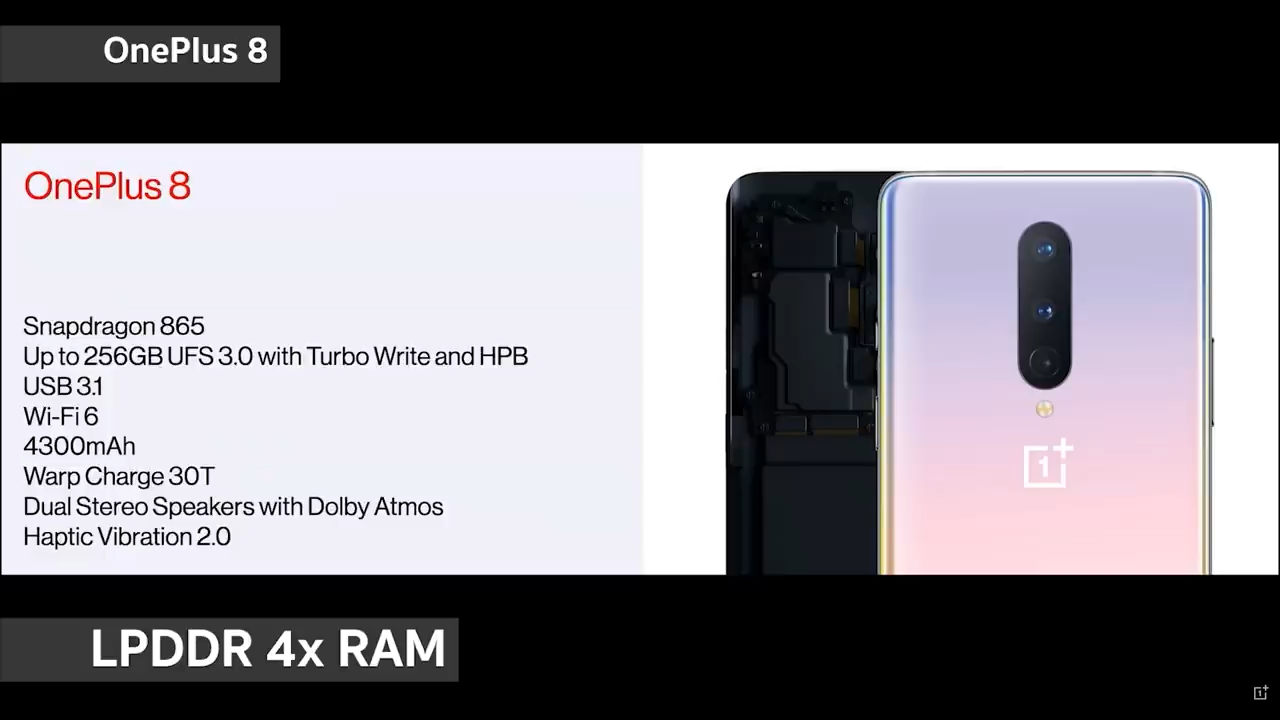 OnePlus 8
OnePlus 8
Snapdragon 865
Up to 256GB UFS 3.0 with Turbo Write and HPB
USB 3.1
Wi-Fi 6
4300mAh
Warp Charge 30T
Dual Stereo Speakers with Dolby Atmos
Haptic Vibration 2.0
LPDDR 4x RAM